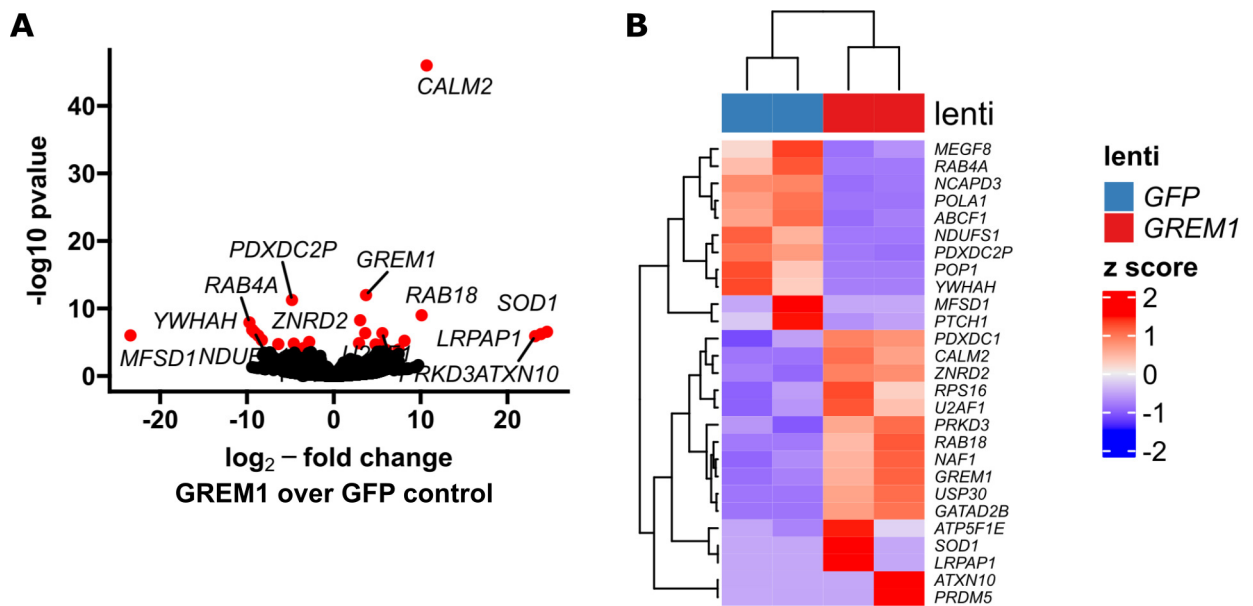 A
CALM2
40
30
20
10
0
-log10 pvalue
PDXDC2P
GREM1
RAB4A
RAB18
SOD1
YWHAH
ZNRD2
LRPAP1
MFSD1
PRKD3
ATXN10
-20
-10
0
10
20
log2 – fold change
GREM1 over GFP control
B
lenti
MEGF8
RAB4A
NCAPD3
POLA1
ABCF1
NDUFS1
PDXDC2P
POP1
YWHAH
MFSD1
PTCH1
PDXDC1
CALM2
ZNRD2
RPS16
U2AF1
PRKD3
RAB18
NAF1
GREM1
USP30
GATAD2B
ATP5F1E
SOD1
LRPAP1
ATXN10
PRDM5
lenti
GFP
GREM1
z score
2
1
0
-1
-2